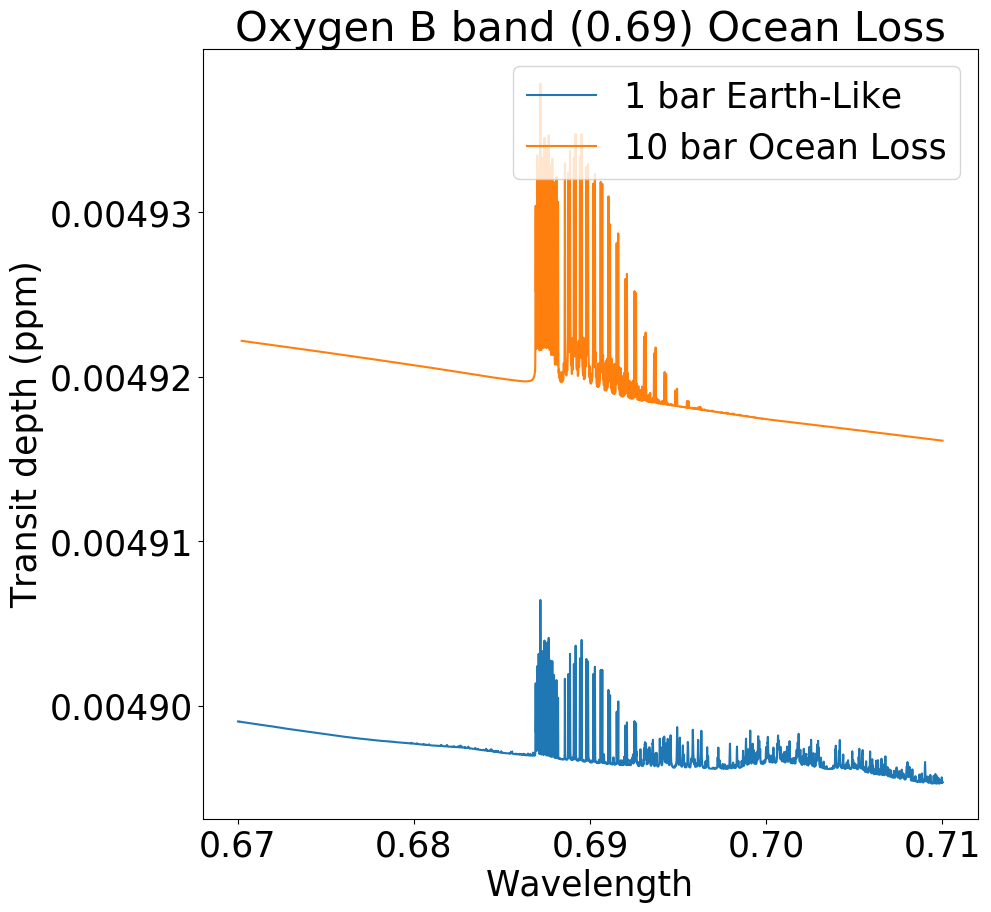 Oxygen B band (0.69) Ocean Loss
1 bar Earth-Like
10 bar Ocean Loss
Transit depth (ppm)
0.00493
0.00492
0.00491
0.00490
0.67 0.68 0.69 0.70 0.71
Wavelength